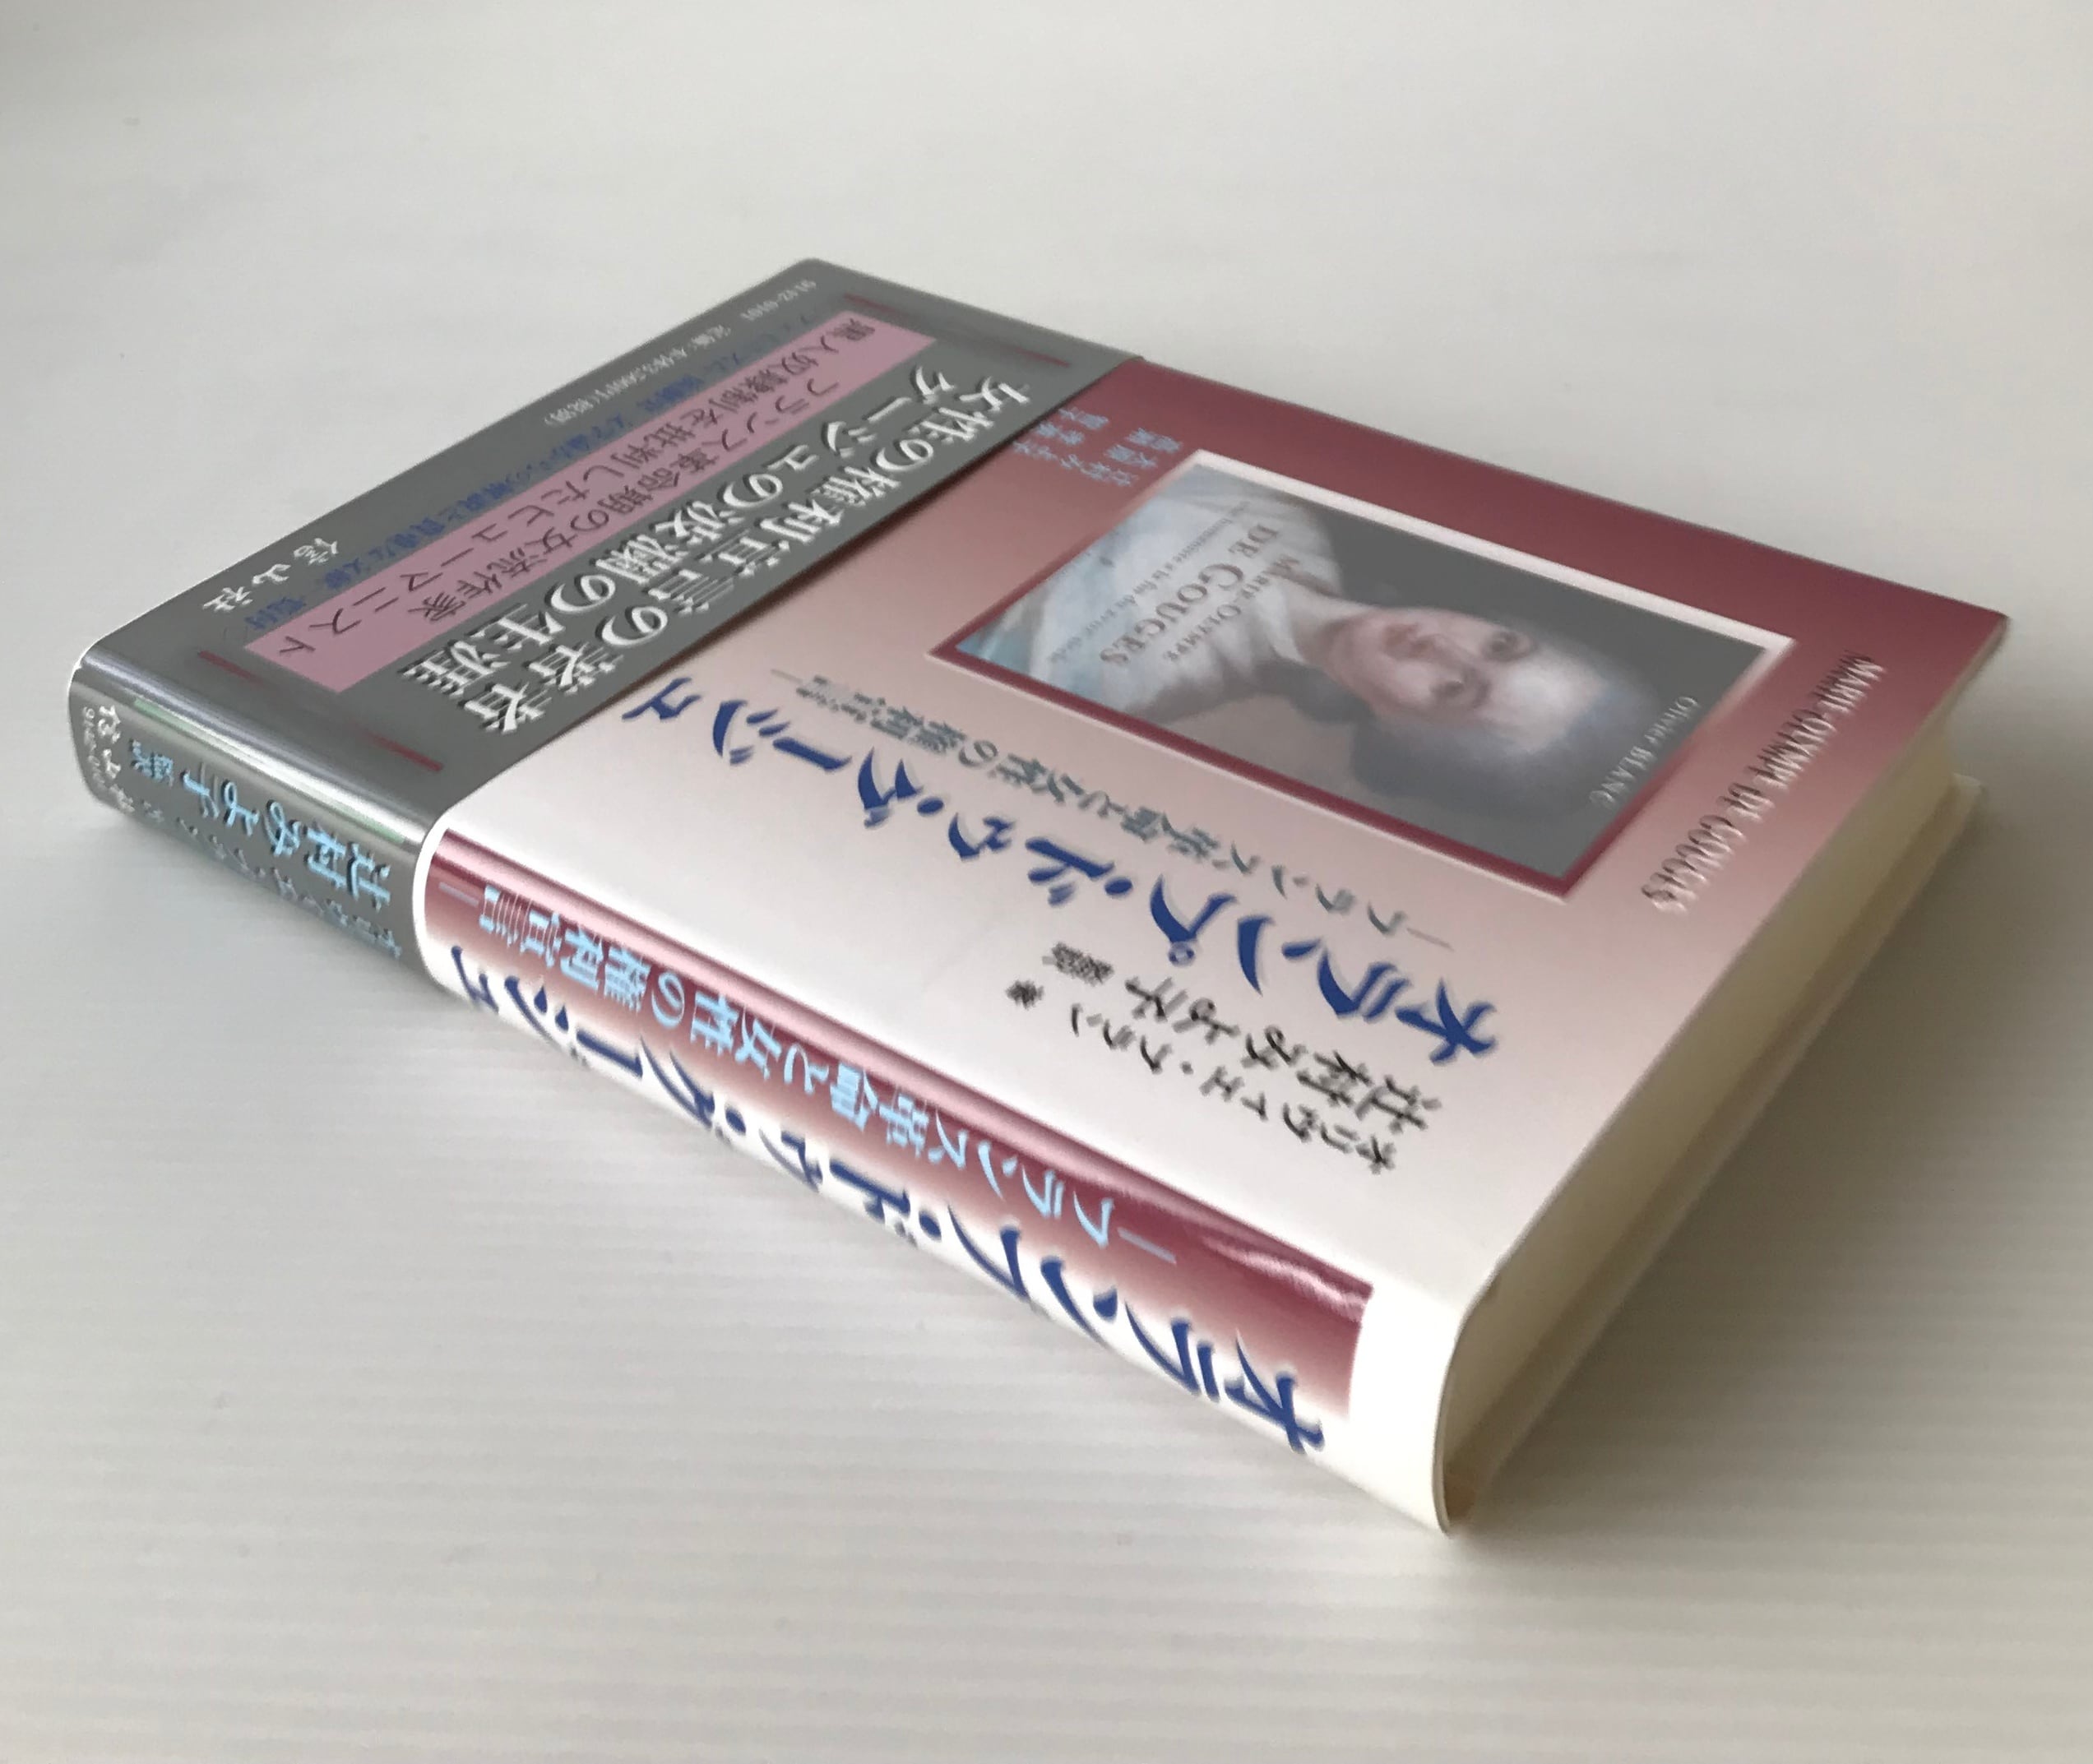 MARIE-OLYMPE DE GOUGES
オリヴィエ・ブラン 著
辻村みよ子 監訳
オランプ・ドゥ・グージュ
―フランス革命と女性の権利宣言―
Olivier BLANC
MARIE-OLYMPE
DE GOUGES
女性の権利宣言の著者
グージュの波瀾の生涯
フランス革命期の女流作家
黒人奴隷制を批判したヒューマニスト
信山社
オランプ・ドゥ・グージュ
―フランス革命と女性の権利宣言―
辻村みよ子 監訳
信山社